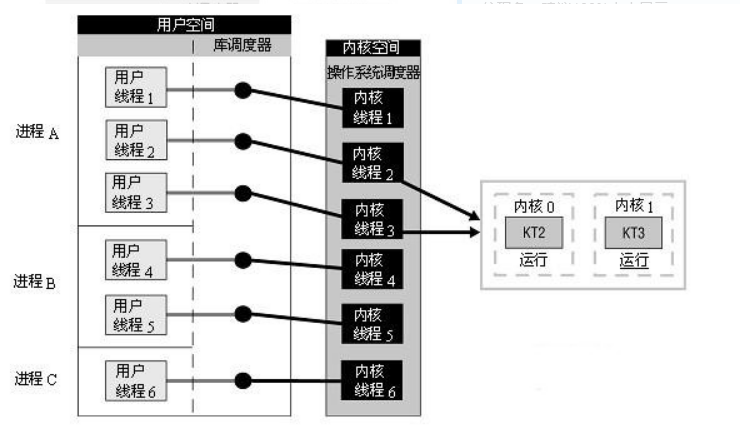 用户空间
库调度器
内核空间
操作系统调度器
进程 A
用户
线程 1
用户
线程 2
用户
线程 3
进程 B
用户
线程 4
用户
线程 5
进程 C
用户
线程 6
内核
线程 1
内核
线程 2
内核
线程 3
内核
线程 4
内核
线程 5
内核
线程 6
内核 0
KT2
运行
内核 1
KT3
运行